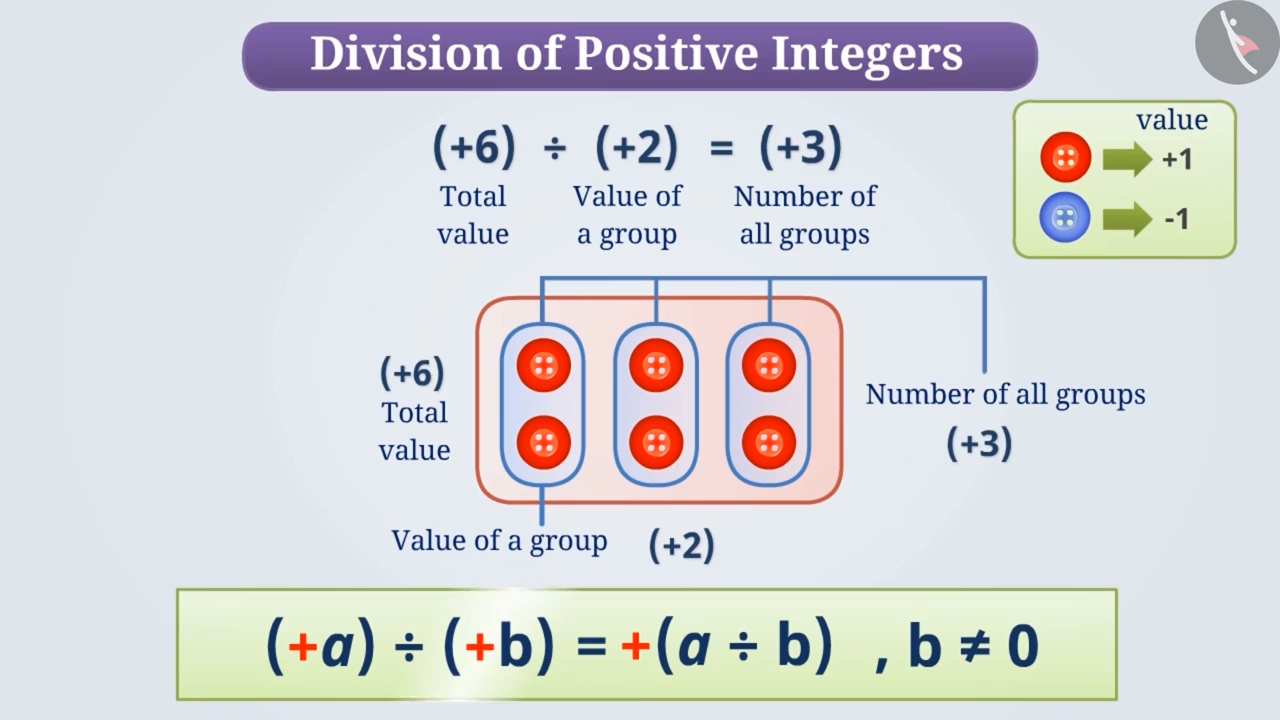 Division of Positive Integers
value
+1
-1
(+6) ÷ (+2) = (+3)
Total value
Value of a group
Number of all groups
(+6)
Total
value
Number of all groups
(+3)
Value of a group (+2)
(+a) ÷ (+b) = +(a ÷ b) , b ≠ 0